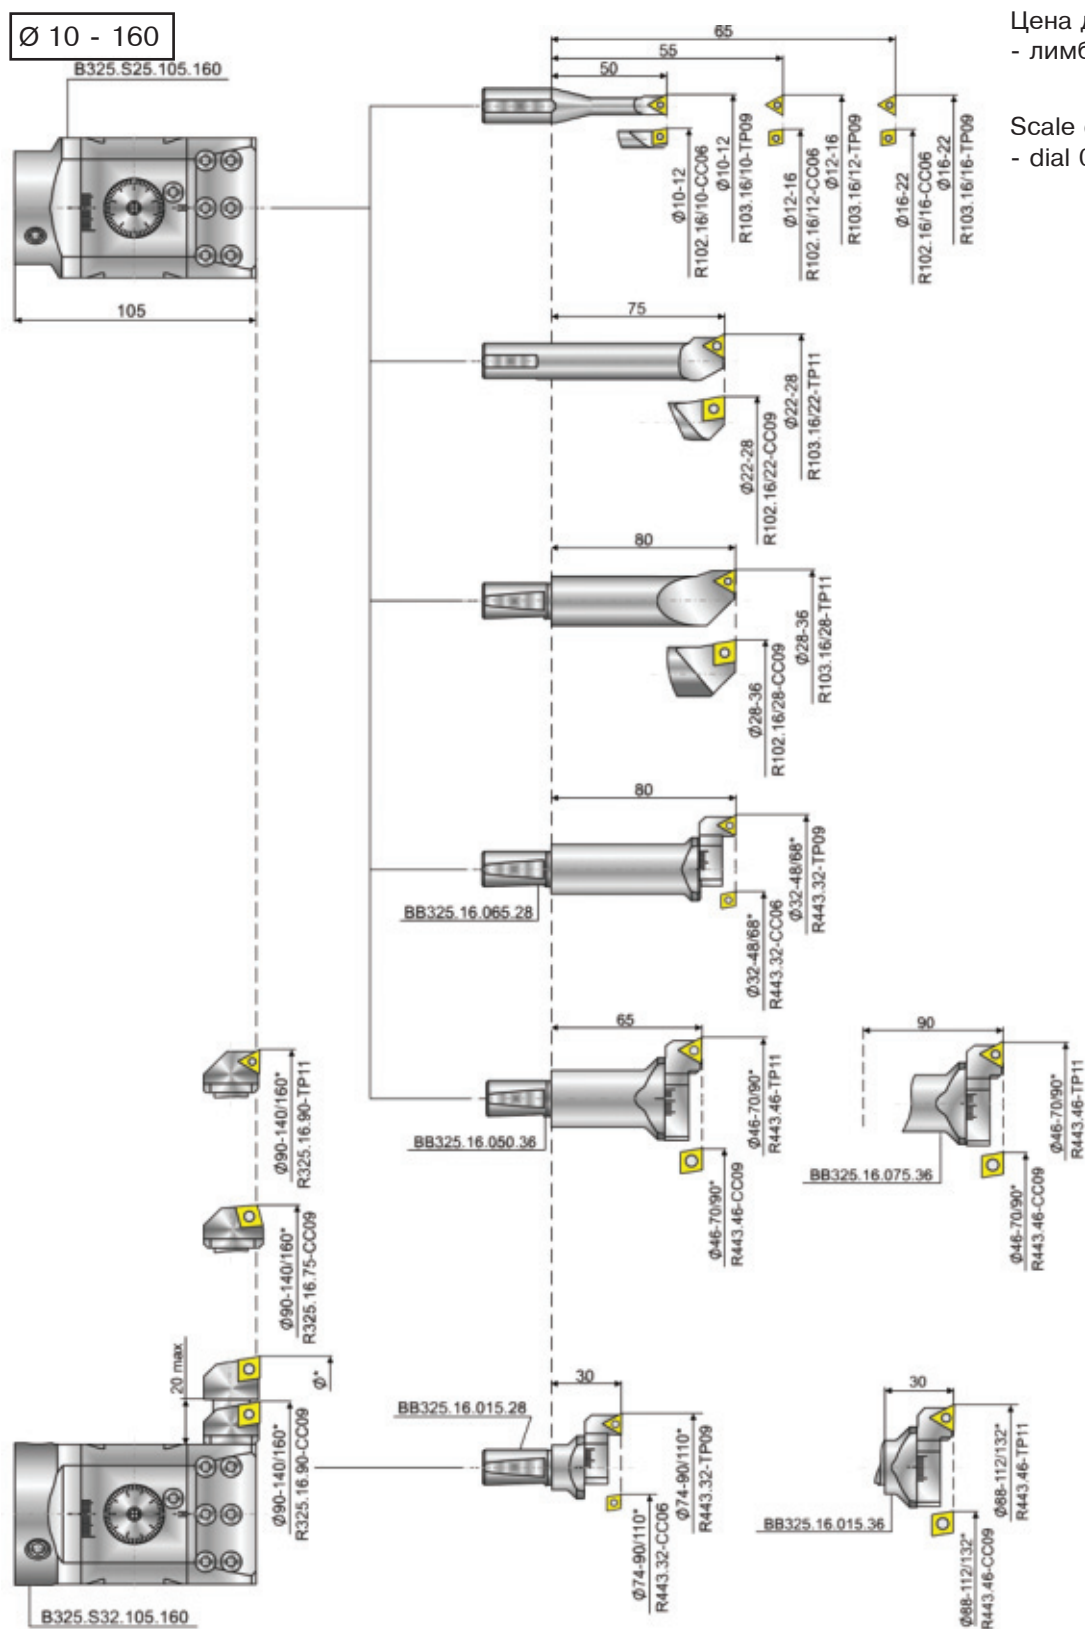 Ø 10 - 160
B325.S25.105.160
105
65
55
50
Ø10-12
R102.16/10-CC06
Ø10-12
R103.16/10-TP09
Ø12-16
R102.16/12-CC06
Ø12-16
R103.16/12-TP09
Ø16-22
R102.16/16-CC06
Ø16-22
R103.16/16-TP09
Цена
- лимб
Scale
- dial
75
Ø22-28
R102.16/22-CC09
Ø22-28
R103.16/22-TP11
80
Ø28-36
R102.16/28-CC09
Ø28-36
R103.16/28-TP11
80
BB325.16.065.28
Ø32-48/68*
R443.32-CC06
Ø32-48/68*
R443.32-TP09
65
BB325.16.050.36
Ø46-70/90*
R443.46-CC09
Ø46-70/90*
R443.46-TP11
90
BB325.16.075.36
Ø46-70/90*
R443.46-CC09
Ø46-70/90*
R443.46-TP11
Ø90-140/160*
R325.16.90-TP11
Ø90-140/160*
R325.16.75-CC09
20 max
Ø*
Ø90-140/160*
R325.16.90-CC09
B325.S32.105.160
30
BB325.16.015.28
Ø74-90/110*
R443.32-CC06
Ø74-90/110*
R443.32-TP09
30
BB325.16.015.36
Ø88-112/132*
R443.46-CC09
Ø88-112/132*
R443.46-TP11